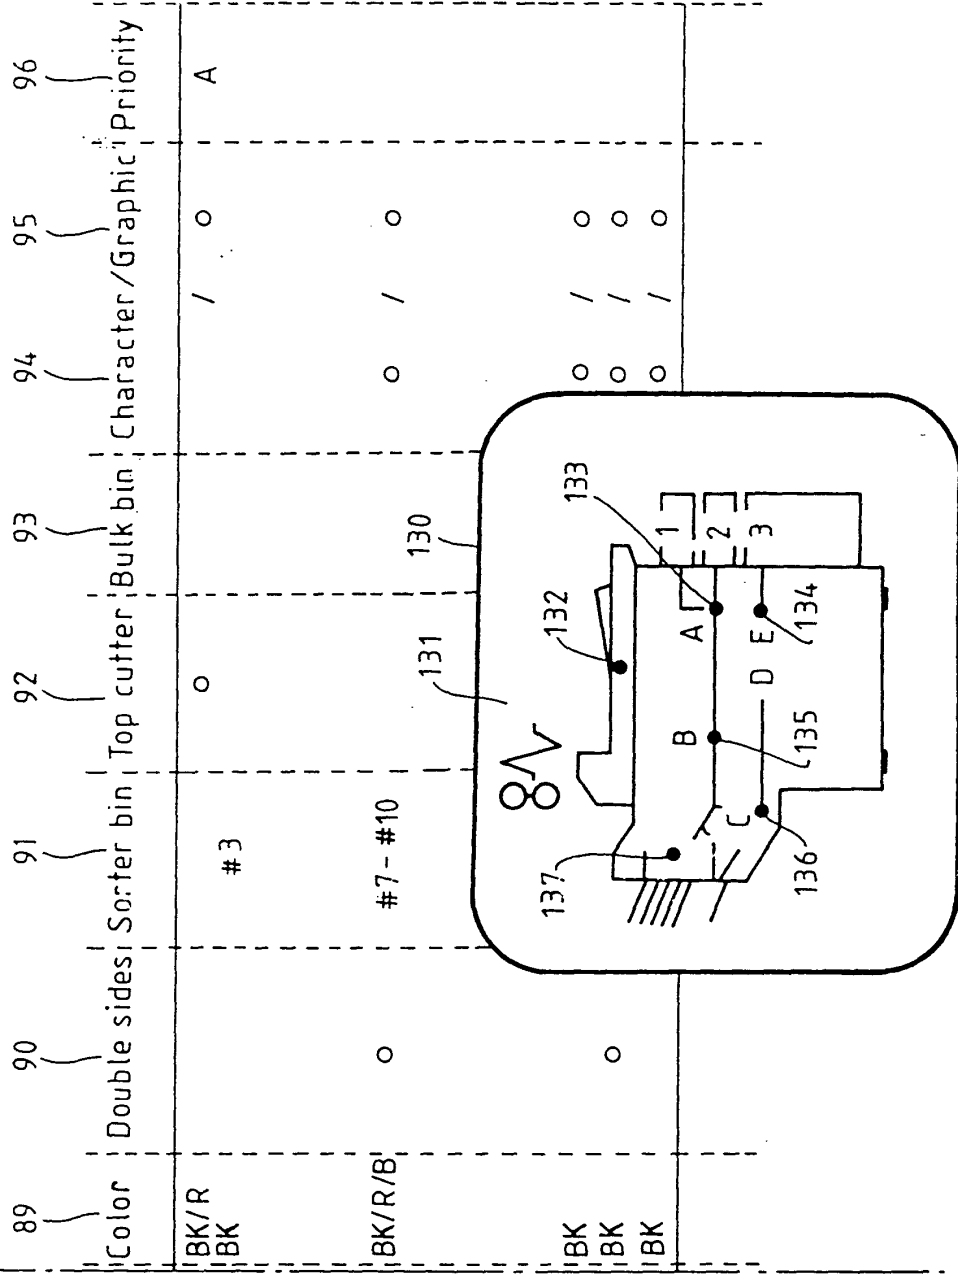 89 90 91 92 93 94 95 96
Color Double sides Sorter bin Top cutter Bulk bin Character/Graphic Priority
BK/R ○ / ○ A
BK #3
BK/R/B ○ #7-#10 ○ / ○
130
131
BK ○ / ○
BK ○ ○ / ○
BK ○ / ○
137 132 133
1
B A
2
C
D E 3
136 135 134